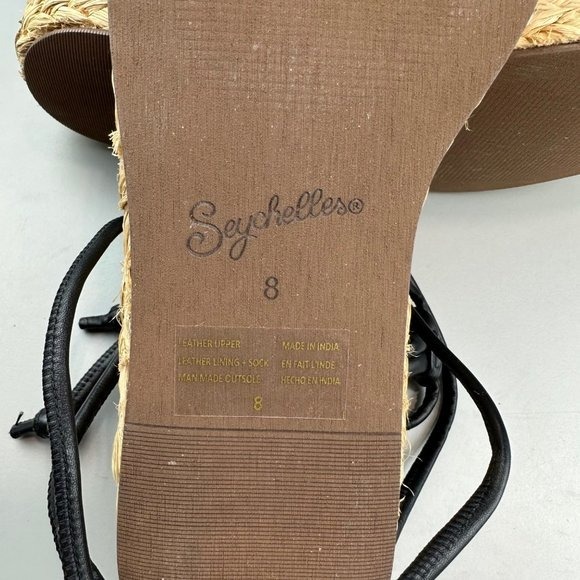 Seychelles®
8
LEATHER UPPER MADE IN INDIA
LEATHER LINING + SOCK EN FAIT L'INDE
MAN MADE OUTSOLE HECHO EN INDIA
8